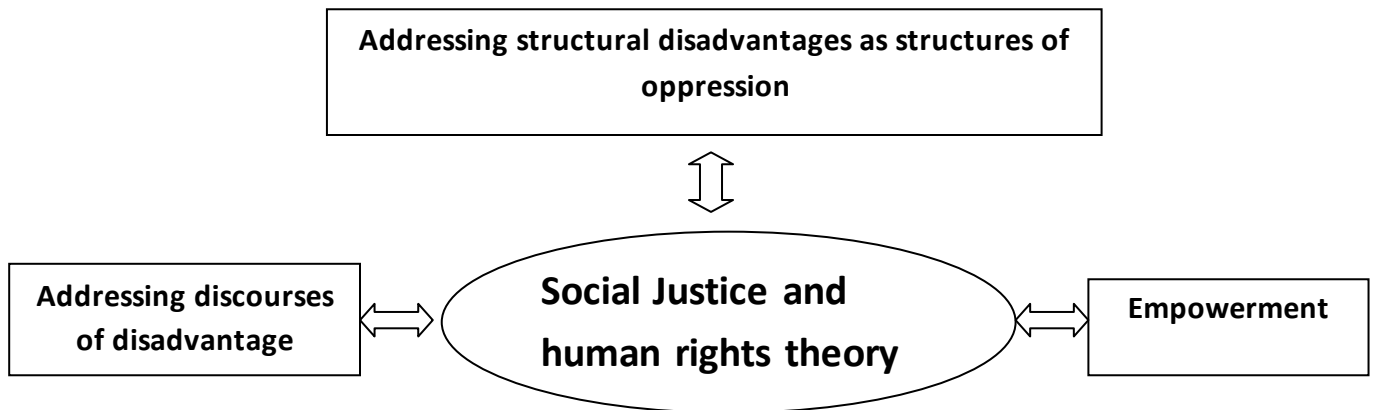 Addressing structural disadvantages as structures of
oppression
Addressing discourses
of disadvantage
Social Justice and
human rights theory
Empowerment